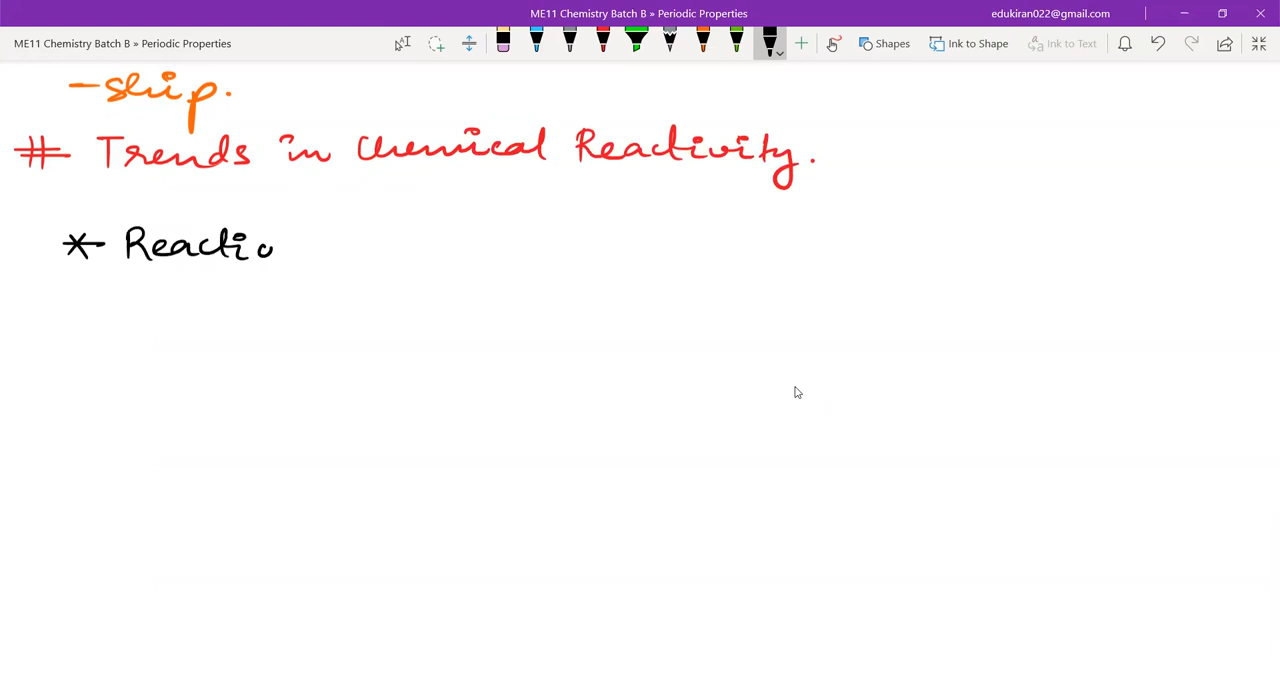 ME11 Chemistry Batch B » Periodic Properties
edukiran022@gmail.com
ME11 Chemistry Batch B » Periodic Properties
Shapes
Ink to Shape
Ink to Text
-ship.
# Trends in Chemical Reactivity.
* Reactio